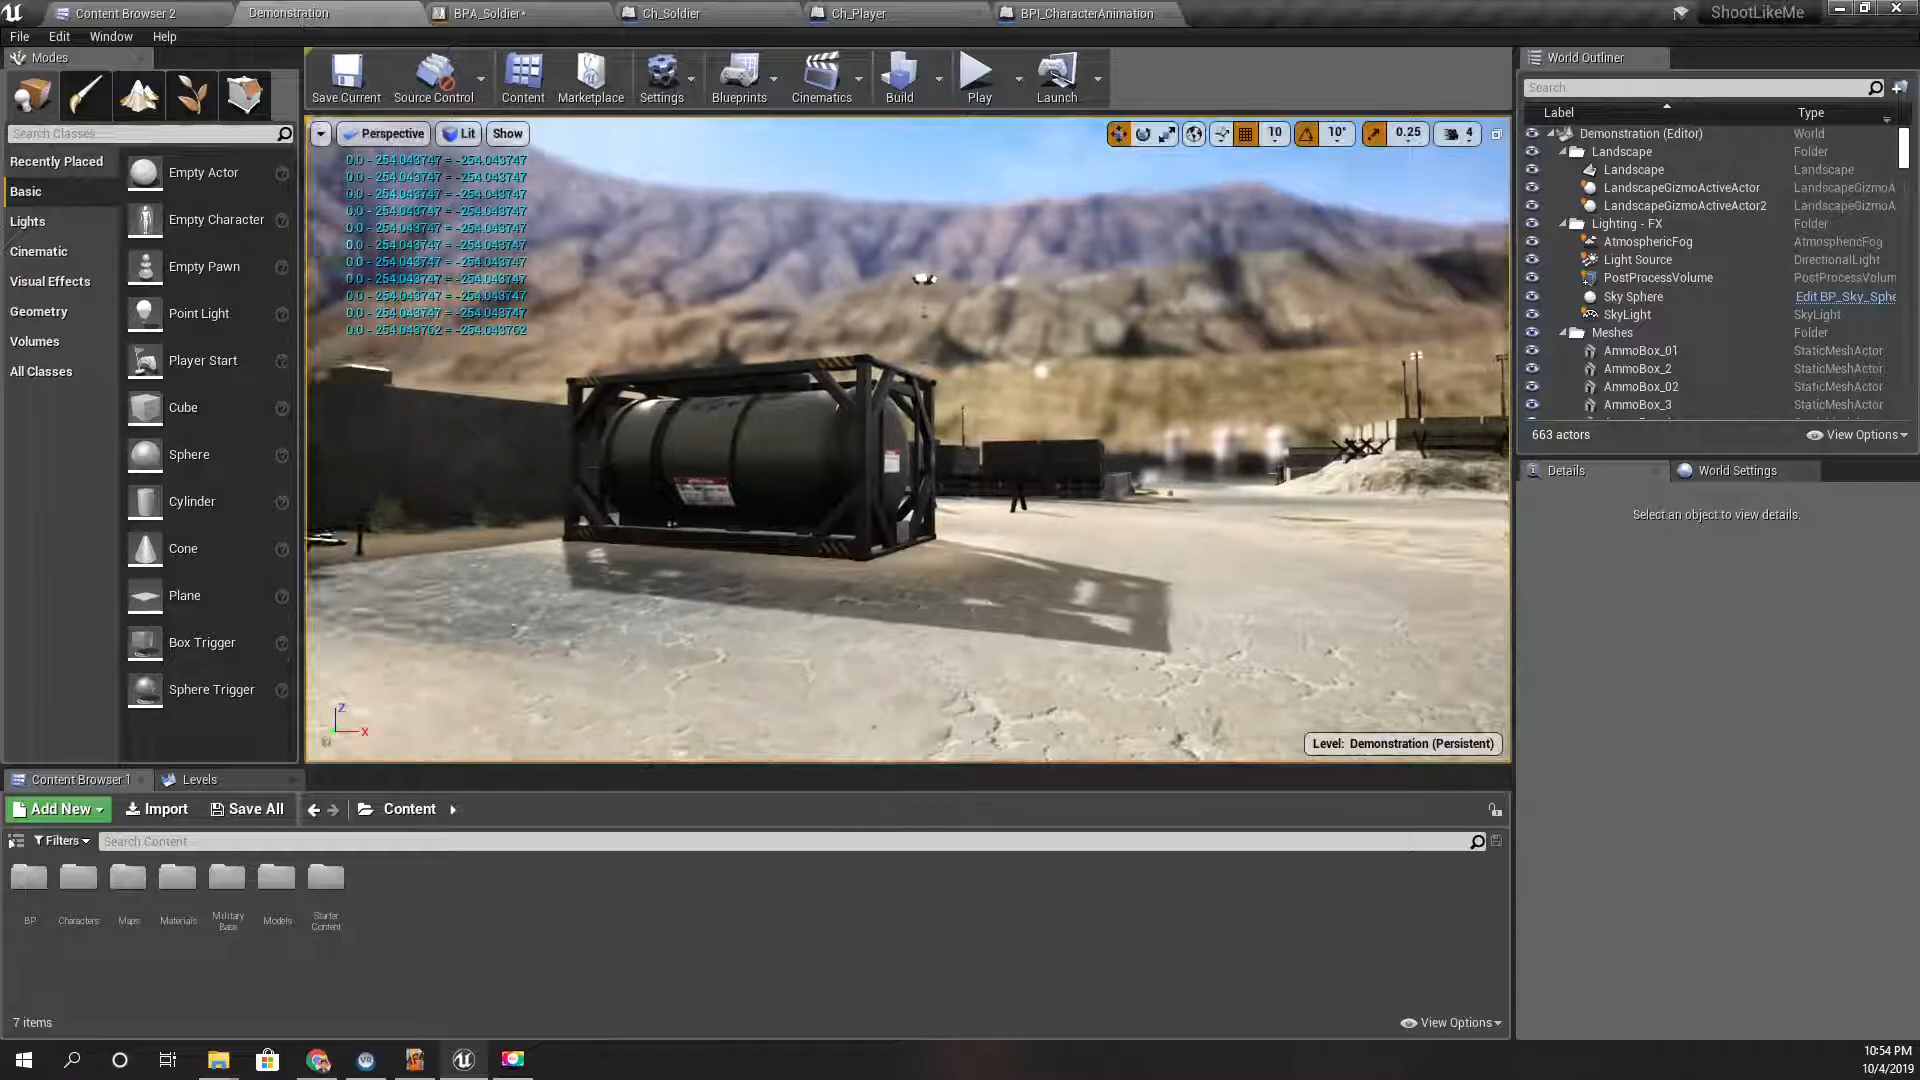 Content Browser 2
Demonstration
BPA_Soldier*
Ch_Soldier
Ch_Player
BPI_CharacterAnimation
ShootLikeMe
File Edit Window Help
Modes
Search Classes
Recently Placed
Basic
Lights
Cinematic
Visual Effects
Geometry
Volumes
All Classes
Empty Actor
Empty Character
Empty Pawn
Point Light
Player Start
Cube
Sphere
Cylinder
Cone
Plane
Box Trigger
Sphere Trigger
Save Current
Source Control
Content
Marketplace
Settings
Blueprints
Cinematics
Build
Play
Launch
Perspective
Lit
Show
10
10°
0.25
4
0.0 - 254.043747 = -254.043747
0.0 - 254.043747 = -254.043747
0.0 - 254.043747 = -254.043747
0.0 - 254.043747 = -254.043747
0.0 - 254.043747 = -254.043747
0.0 - 254.043747 = -254.043747
0.0 - 254.043747 = -254.043747
0.0 - 254.043747 = -254.043747
0.0 - 254.043747 = -254.043747
0.0 - 254.043747 = -254.043747
0.0 - 254.043762 = -254.043762
Z
X
Level: Demonstration (Persistent)
World Outliner
Search
Label Type
Demonstration (Editor) World
Landscape Folder
Landscape Landscape
LandscapeGizmoActiveActor LandscapeGizmoA
LandscapeGizmoActiveActor2 LandscapeGizmoA
Lighting - FX Folder
AtmosphericFog AtmosphericFog
Light Source DirectionalLight
PostProcessVolume PostProcessVolum
Sky Sphere Edit BP_Sky_Sphe
SkyLight SkyLight
Meshes Folder
AmmoBox_01 StaticMeshActor
AmmoBox_2 StaticMeshActor
AmmoBox_02 StaticMeshActor
AmmoBox_3 StaticMeshActor
663 actors
View Options
Details
World Settings
Select an object to view details.
Content Browser 1
Levels
Add New
Import
Save All
Content
Filters
Search Content
BP
Characters
Maps
Materials
Military
Base
Models
Starter
Content
7 items
View Options
10:54 PM
10/4/2019